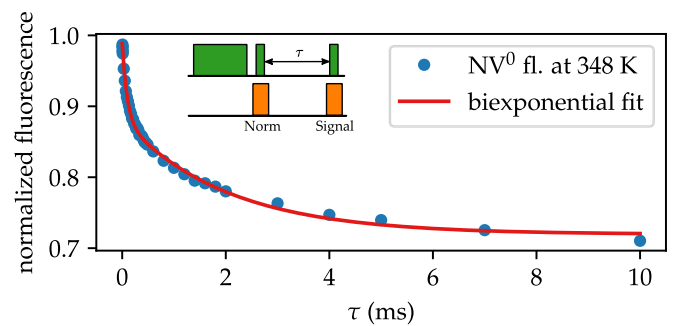 1.0
0.9
0.8
0.7
normalized fluorescence
τ
Norm
Signal
NV⁰ fl. at 348 K
biexponential fit
0
2
4
6
8
10
τ (ms)